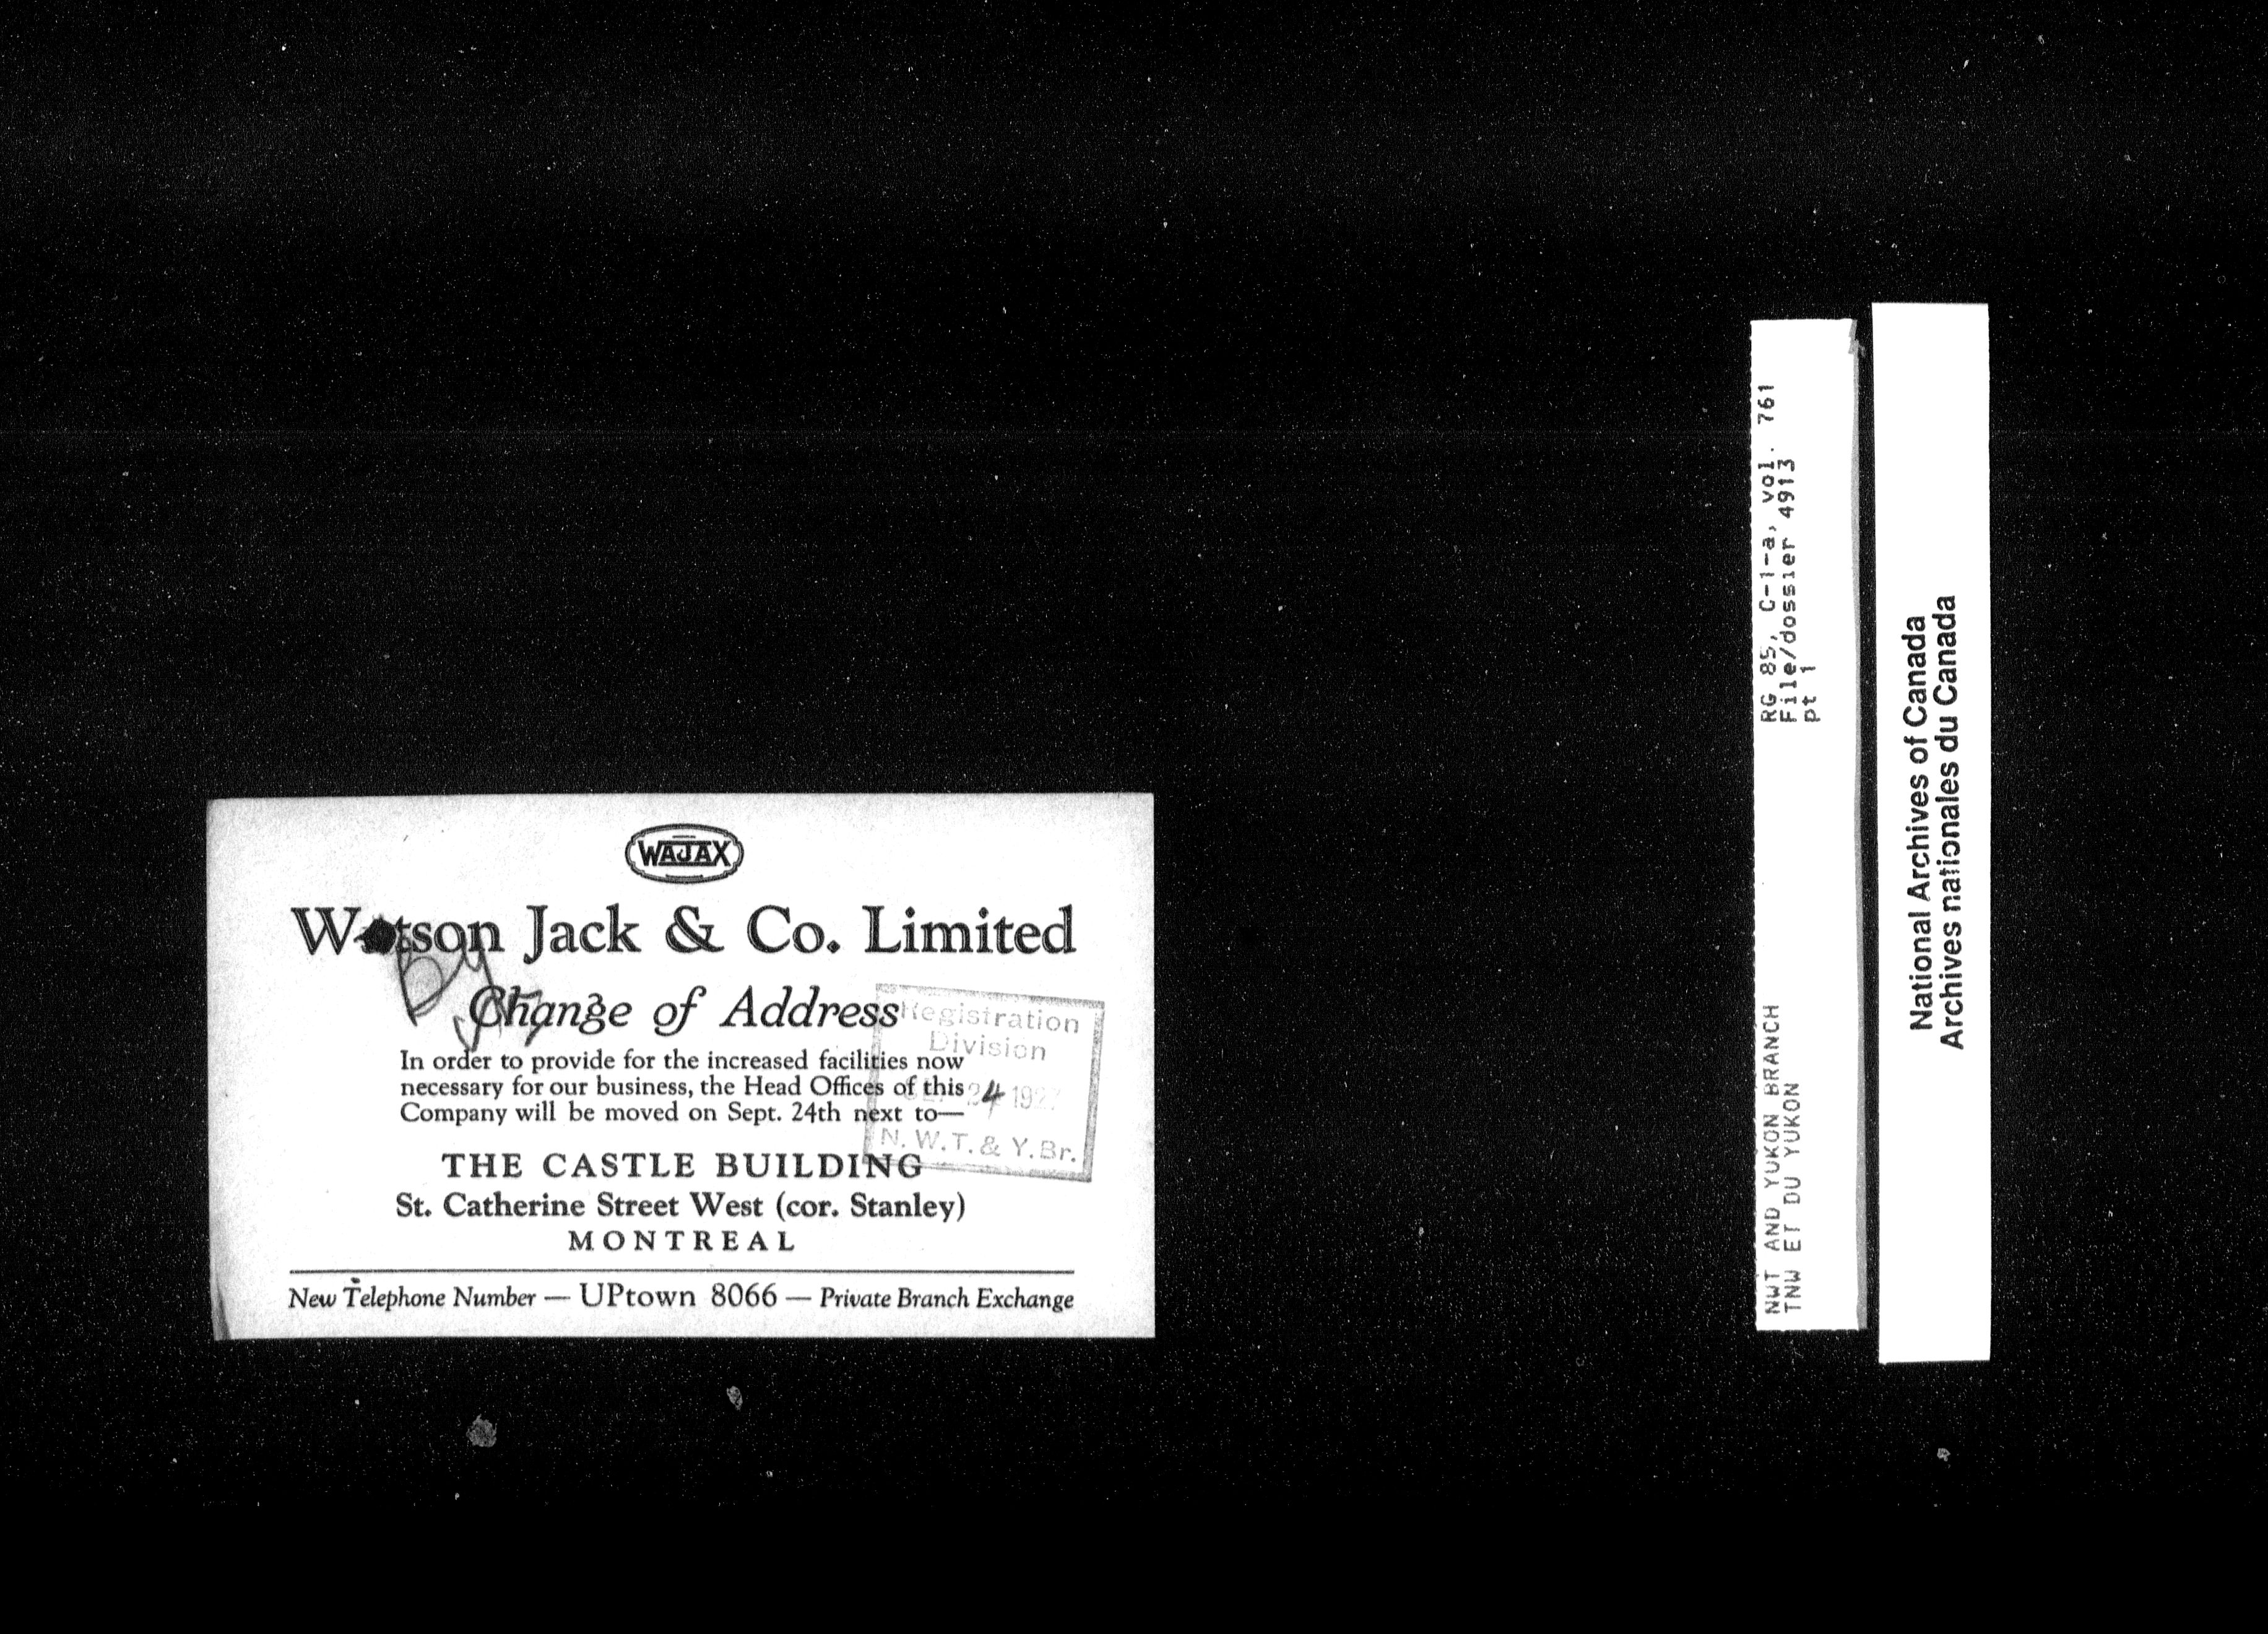 WAJAX
Watson Jack & Co. Limited
Change of Address
In order to provide for the increased facilities now
necessary for our business, the Head Offices of this
Company will be moved on Sept. 24th next to—
THE CASTLE BUILDING
St. Catherine Street West (cor. Stanley)
MONTREAL
New Telephone Number — UPtown 8066 — Private Branch Exchange
Registration
Division
24 192
N. W. T. & Y. Br.
RG 85, C-1-a, vol. 761
File/dossier 4913
pt 1
NWT AND YUKON BRANCH
TNW ET DU YUKON
National Archives of Canada
Archives nationales du Canada